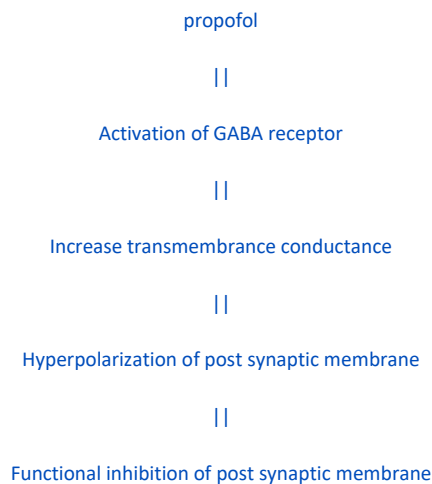 propofol
||
Activation of GABA receptor
||
Increase transmembrance conductance
||
Hyperpolarization of post synaptic membrane
||
Functional inhibition of post synaptic membrane